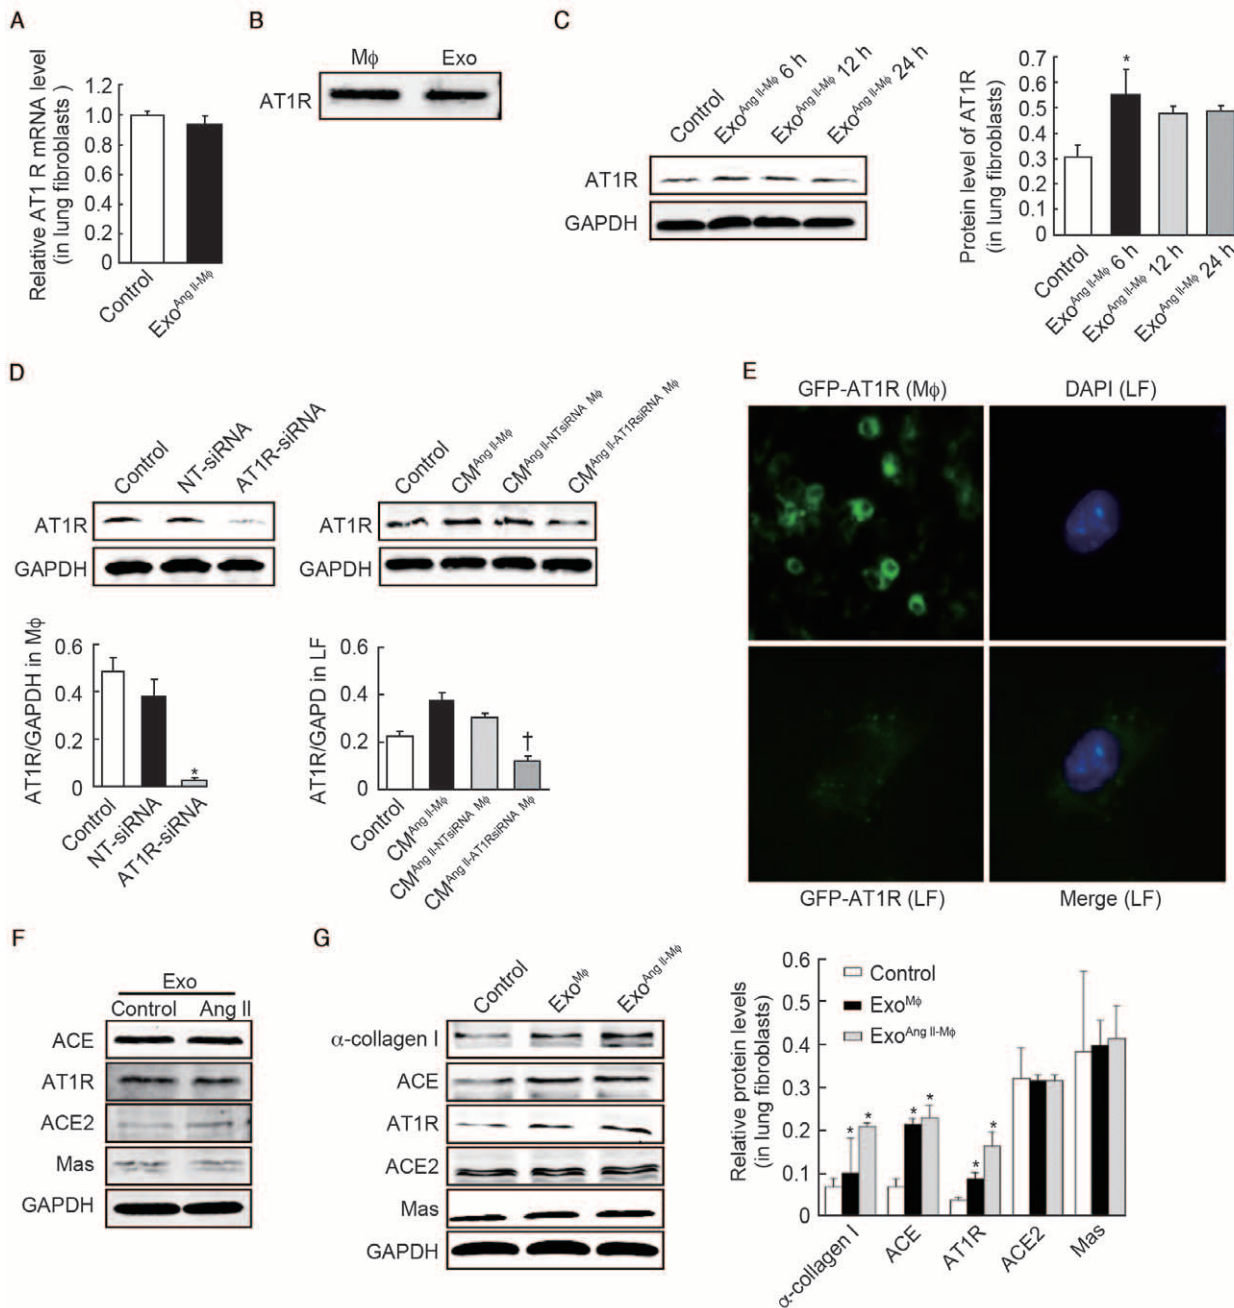 A
Relative AT1 R mRNA level
(in lung fibroblasts )
1.2
1.0
0.8
0.6
0.4
0.2
0
Control
Exo^Ang II-Mϕ
B
Mϕ Exo
AT1R
C
Control
Exo^Ang II-Mϕ 6 h
Exo^Ang II-Mϕ 12 h
Exo^Ang II-Mϕ 24 h
AT1R
GAPDH
Protein level of AT1R
(in lung fibroblasts)
0.7
0.6
0.5
0.4
0.3
0.2
0.1
0
*
Control
Exo^Ang II-Mϕ 6 h
Exo^Ang II-Mϕ 12 h
Exo^Ang II-Mϕ 24 h
D
Control
NT-siRNA
AT1R-siRNA
AT1R
GAPDH
Control
CM^Ang II-Mϕ
CM^Ang II-NTsiRNA Mϕ
CM^Ang II-AT1RsiRNA Mϕ
AT1R
GAPDH
AT1R/GAPDH in Mϕ
0.6
0.4
0.2
0
*
Control
NT-siRNA
AT1R-siRNA
AT1R/GAPD in LF
0.6
0.4
0.2
0
†
Control
CM^Ang II-Mϕ
CM^Ang II-NTsiRNA Mϕ
CM^Ang II-AT1RsiRNA Mϕ
E
GFP-AT1R (Mϕ) DAPI (LF)
GFP-AT1R (LF) Merge (LF)
F
Exo
Control Ang II
ACE
AT1R
ACE2
Mas
GAPDH
G
Control
Exo^Mϕ
Exo^Ang II-Mϕ
α-collagen I
ACE
AT1R
ACE2
Mas
GAPDH
Relative protein levels
(in lung fibroblasts)
0.6
0.5
0.4
0.3
0.2
0.1
0
Control
Exo^Mϕ
Exo^Ang II-Mϕ
* * * * * *
α-collagen I
ACE
AT1R
ACE2
Mas